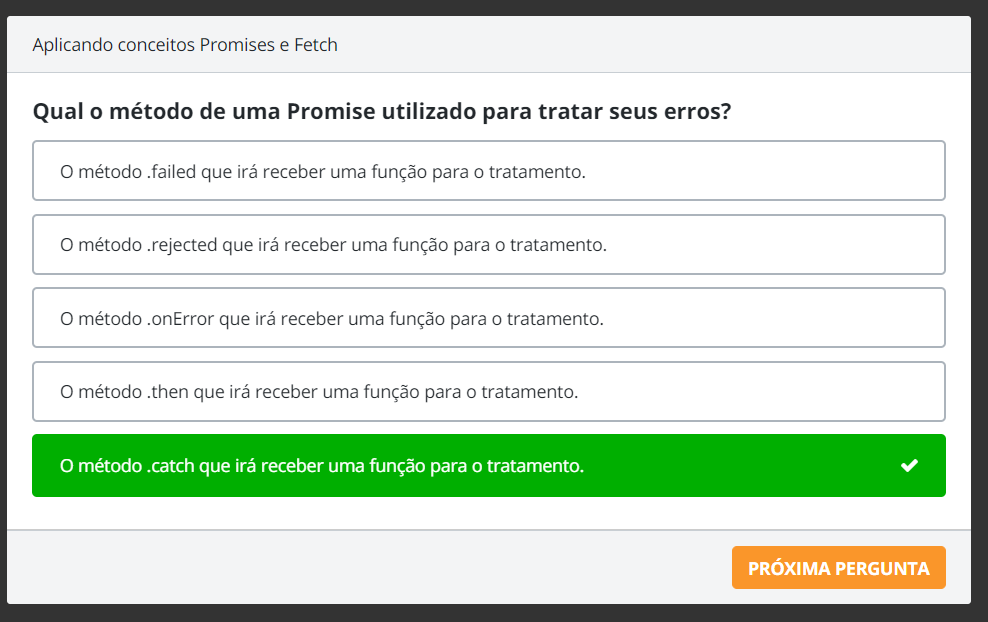 Aplicando conceitos Promises e Fetch
Qual o método de uma Promise utilizado para tratar seus erros?
O método .failed que irá receber uma função para o tratamento.
O método .rejected que irá receber uma função para o tratamento.
O método .onError que irá receber uma função para o tratamento.
O método .then que irá receber uma função para o tratamento.
O método .catch que irá receber uma função para o tratamento.
PRÓXIMA PERGUNTA